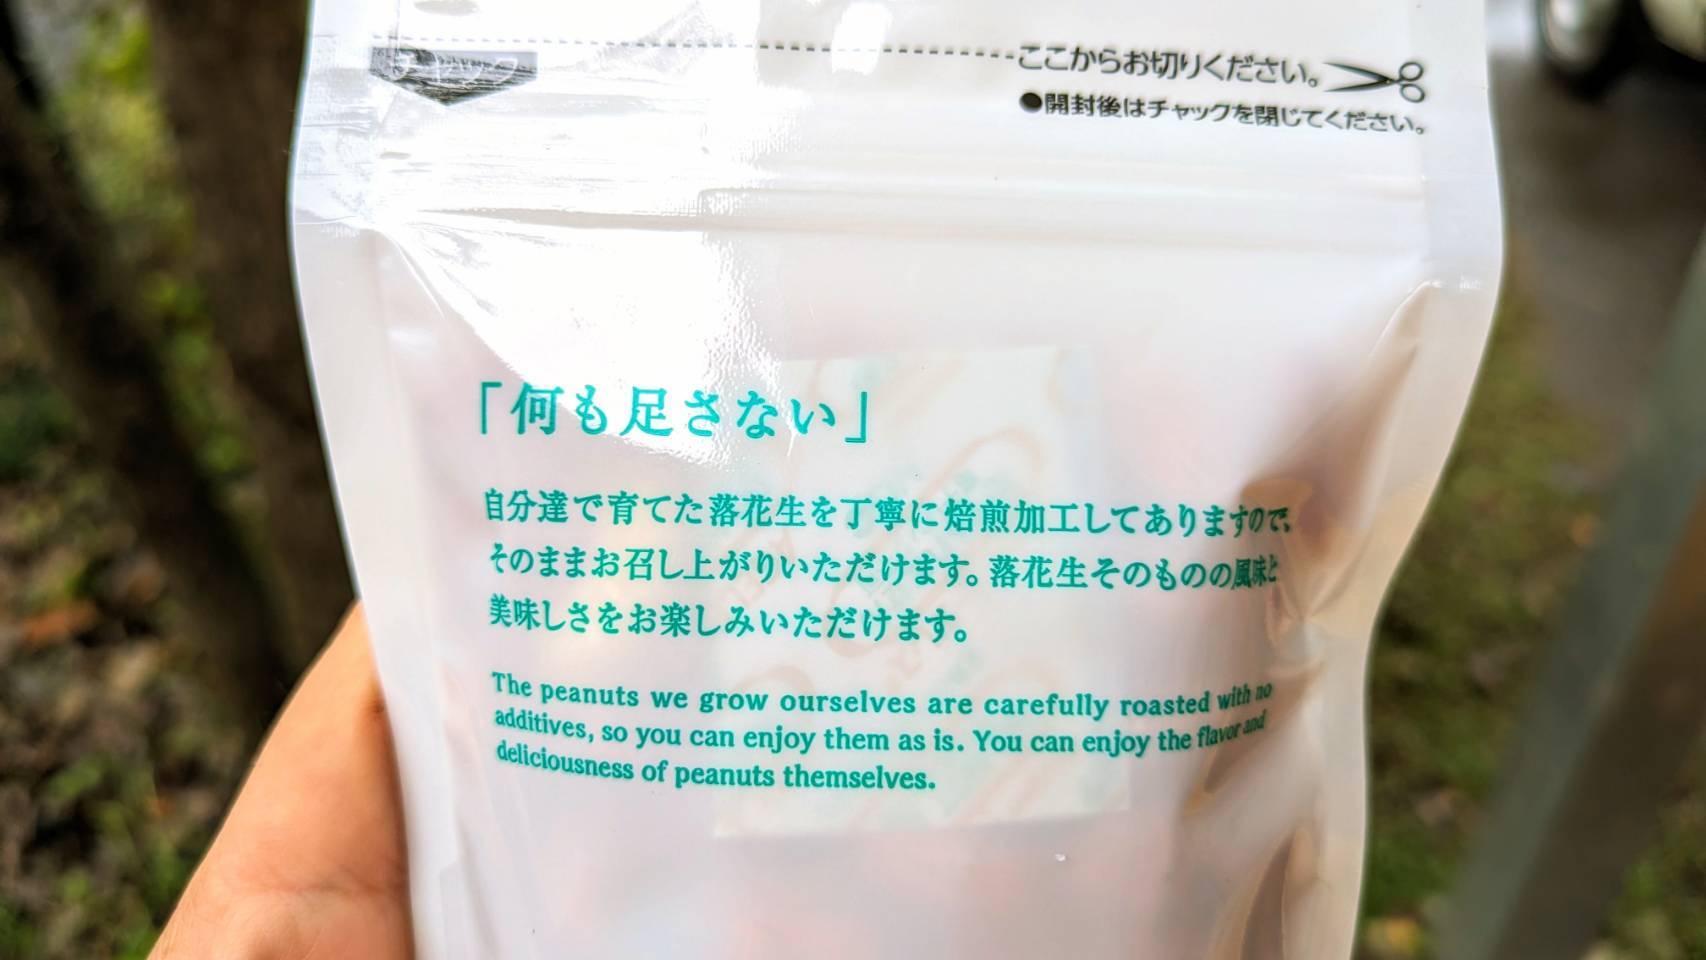 チャック
ここからお切りください。
●開封後はチャックを閉じてください。
「何も足さない」
自分達で育てた落花生を丁寧に焙煎加工してありますので、
そのままお召し上がりいただけます。落花生そのものの風味と
美味しさをお楽しみいただけます。
The peanuts we grow ourselves are carefully roasted with no
additives, so you can enjoy them as is. You can enjoy the flavor and
deliciousness of peanuts themselves.